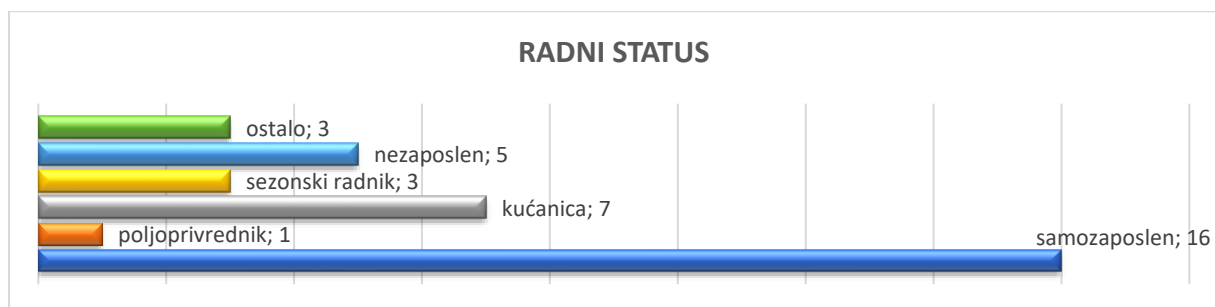 RADNI STATUS
ostalo; 3
nezaposlen; 5
sezonski radnik; 3
kućanica; 7
poljoprivrednik; 1
samozaposlen; 16